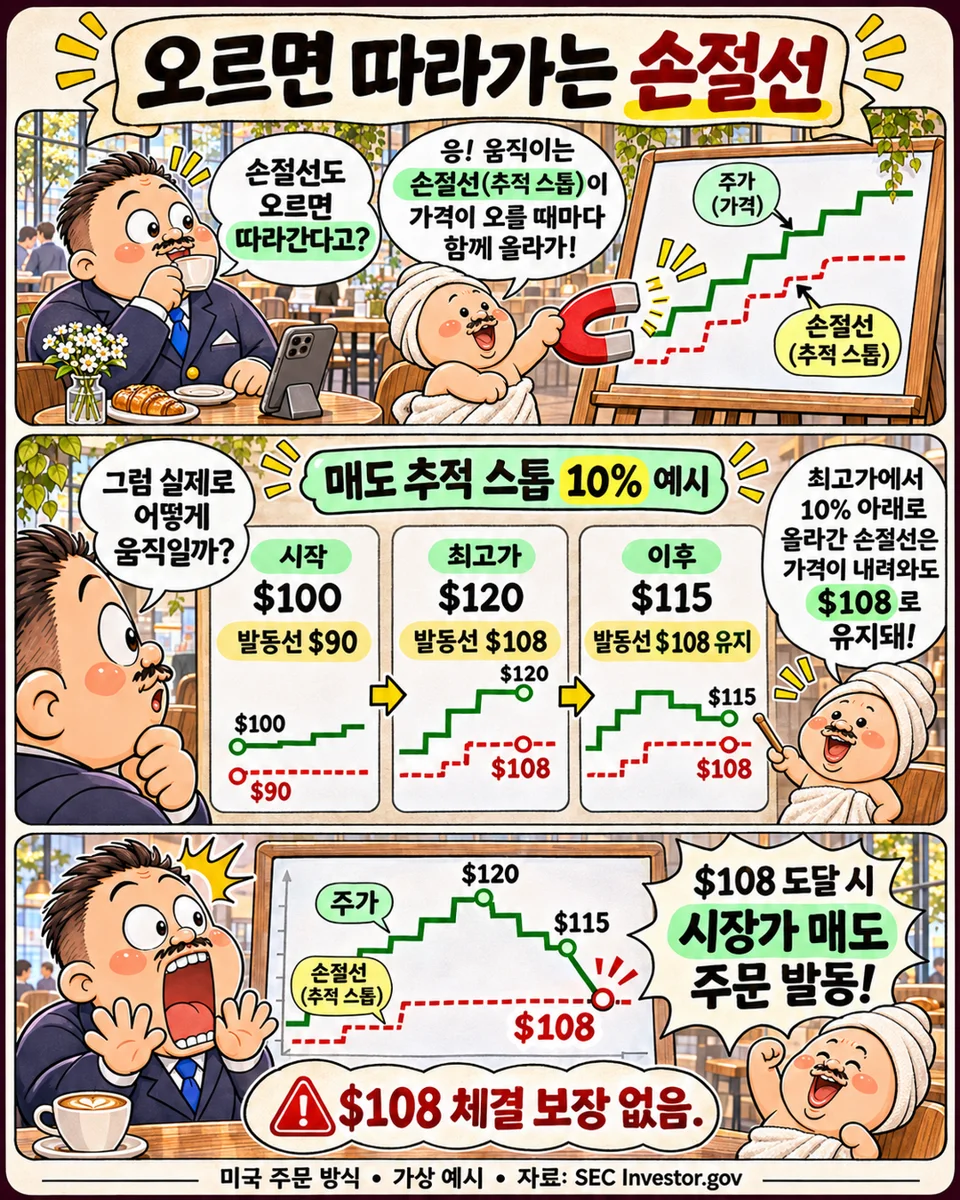 오르면 따라가는 손절선
손절선도
오르면
따라간다고?
응! 움직이는
손절선(추적 스톱)이
가격이 오를 때마다
함께 올라가!
주가
(가격)
손절선
(추적 스톱)
그럼 실제로
어떻게
움직일까?
매도 추적 스톱 10% 예시
시작
$100
발동선 $90
$100
$90
최고가
$120
발동선 $108
$120
$108
이후
$115
발동선 $108 유지
$115
$108
최고가에서
10% 아래로
올라간 손절선은
가격이 내려와도
$108로
유지돼!
주가
손절선
(추적 스톱)
$120
$115
$108
$108 도달 시
시장가 매도
주문 발동!
$108 체결 보장 없음.
미국 주문 방식 • 가상 예시 • 자료: SEC Investor.gov